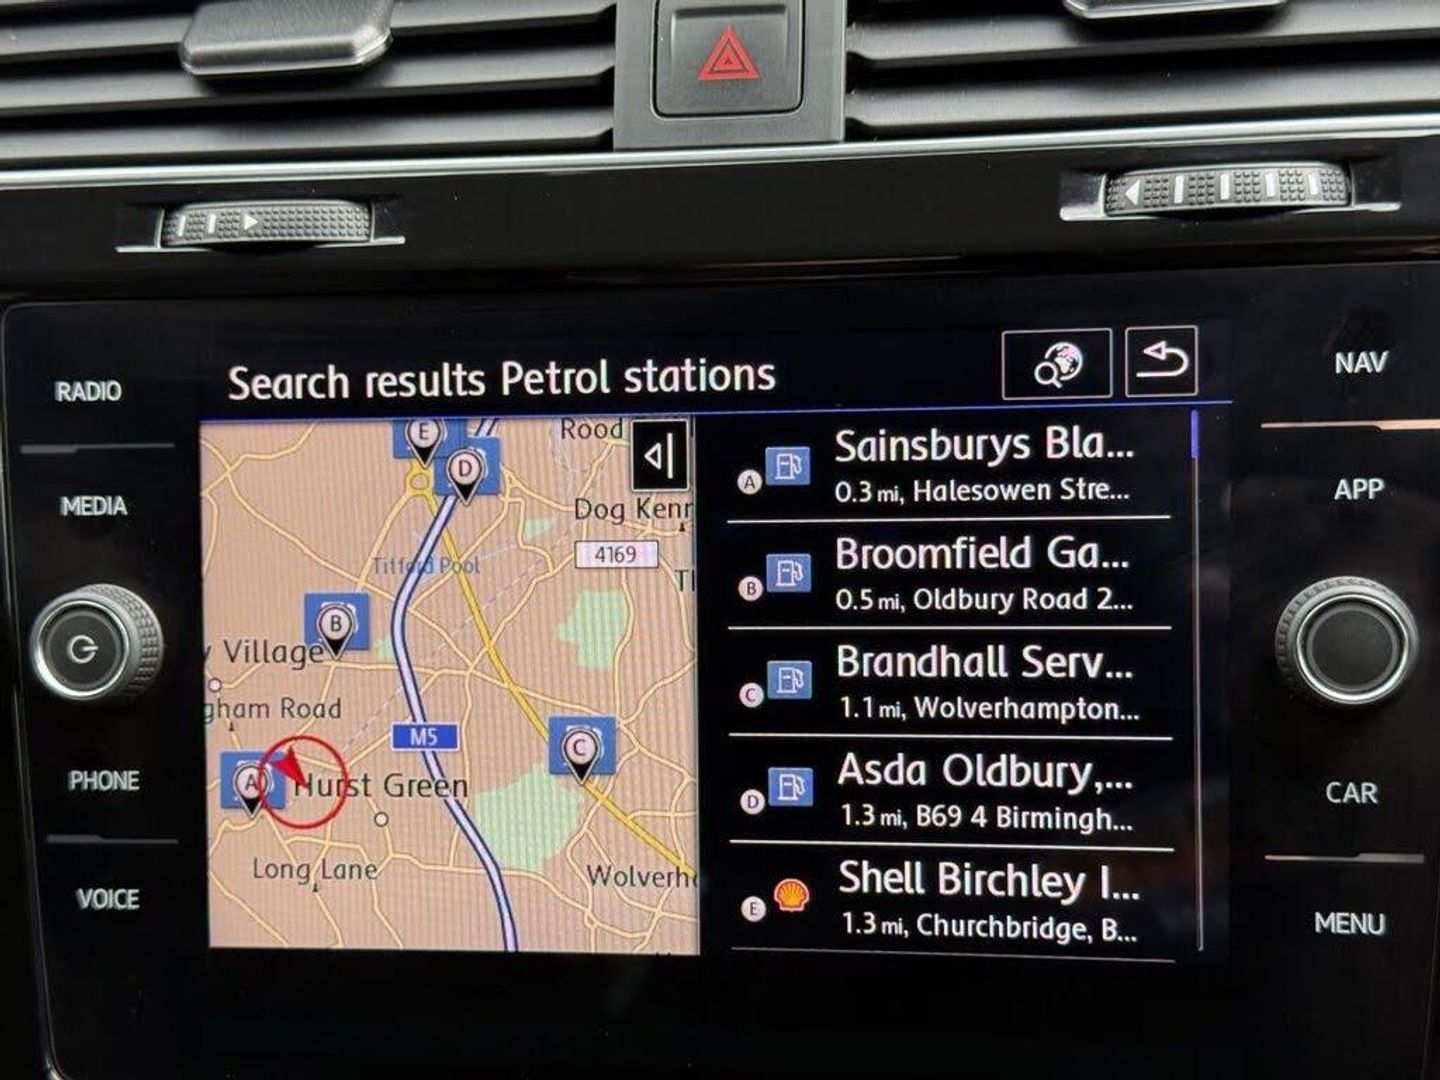 RADIO
MEDIA
PHONE
VOICE
NAV
APP
CAR
MENU
Search results Petrol stations
E
D
Rood
Dog Kenr
4169
Titford Pool
B
Village
gham Road
M5
C
A
Hurst Green
Long Lane
Wolverh
A
Sainsburys Bla...
0.3 mi, Halesowen Stre...
B
Broomfield Ga...
0.5 mi, Oldbury Road 2...
C
Brandhall Serv...
1.1 mi, Wolverhampton...
D
Asda Oldbury,...
1.3 mi, B69 4 Birmingh...
E
Shell Birchley I...
1.3 mi, Churchbridge, B...